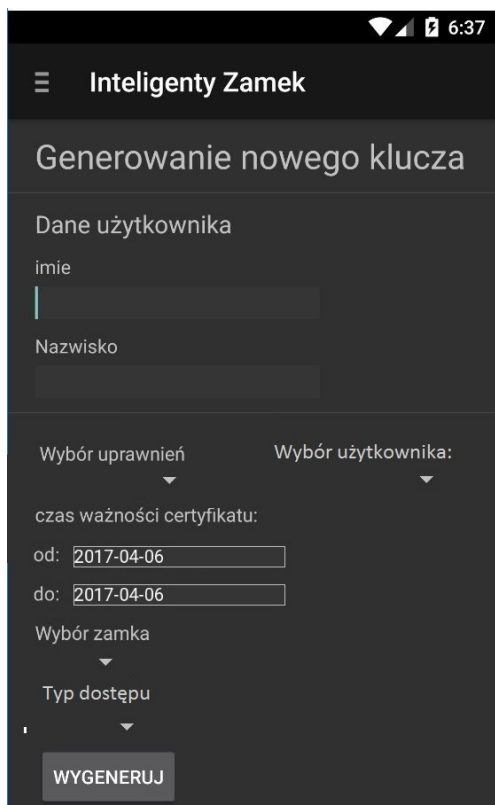 6:37
Inteligenty Zamek
Generowanie nowego klucza
Dane użytkownika
imie
Nazwisko
Wybór uprawnień Wybór użytkownika:
czas ważności certyfikatu:
od: 2017-04-06
do: 2017-04-06
Wybór zamka
Typ dostępu
WYGENERUJ